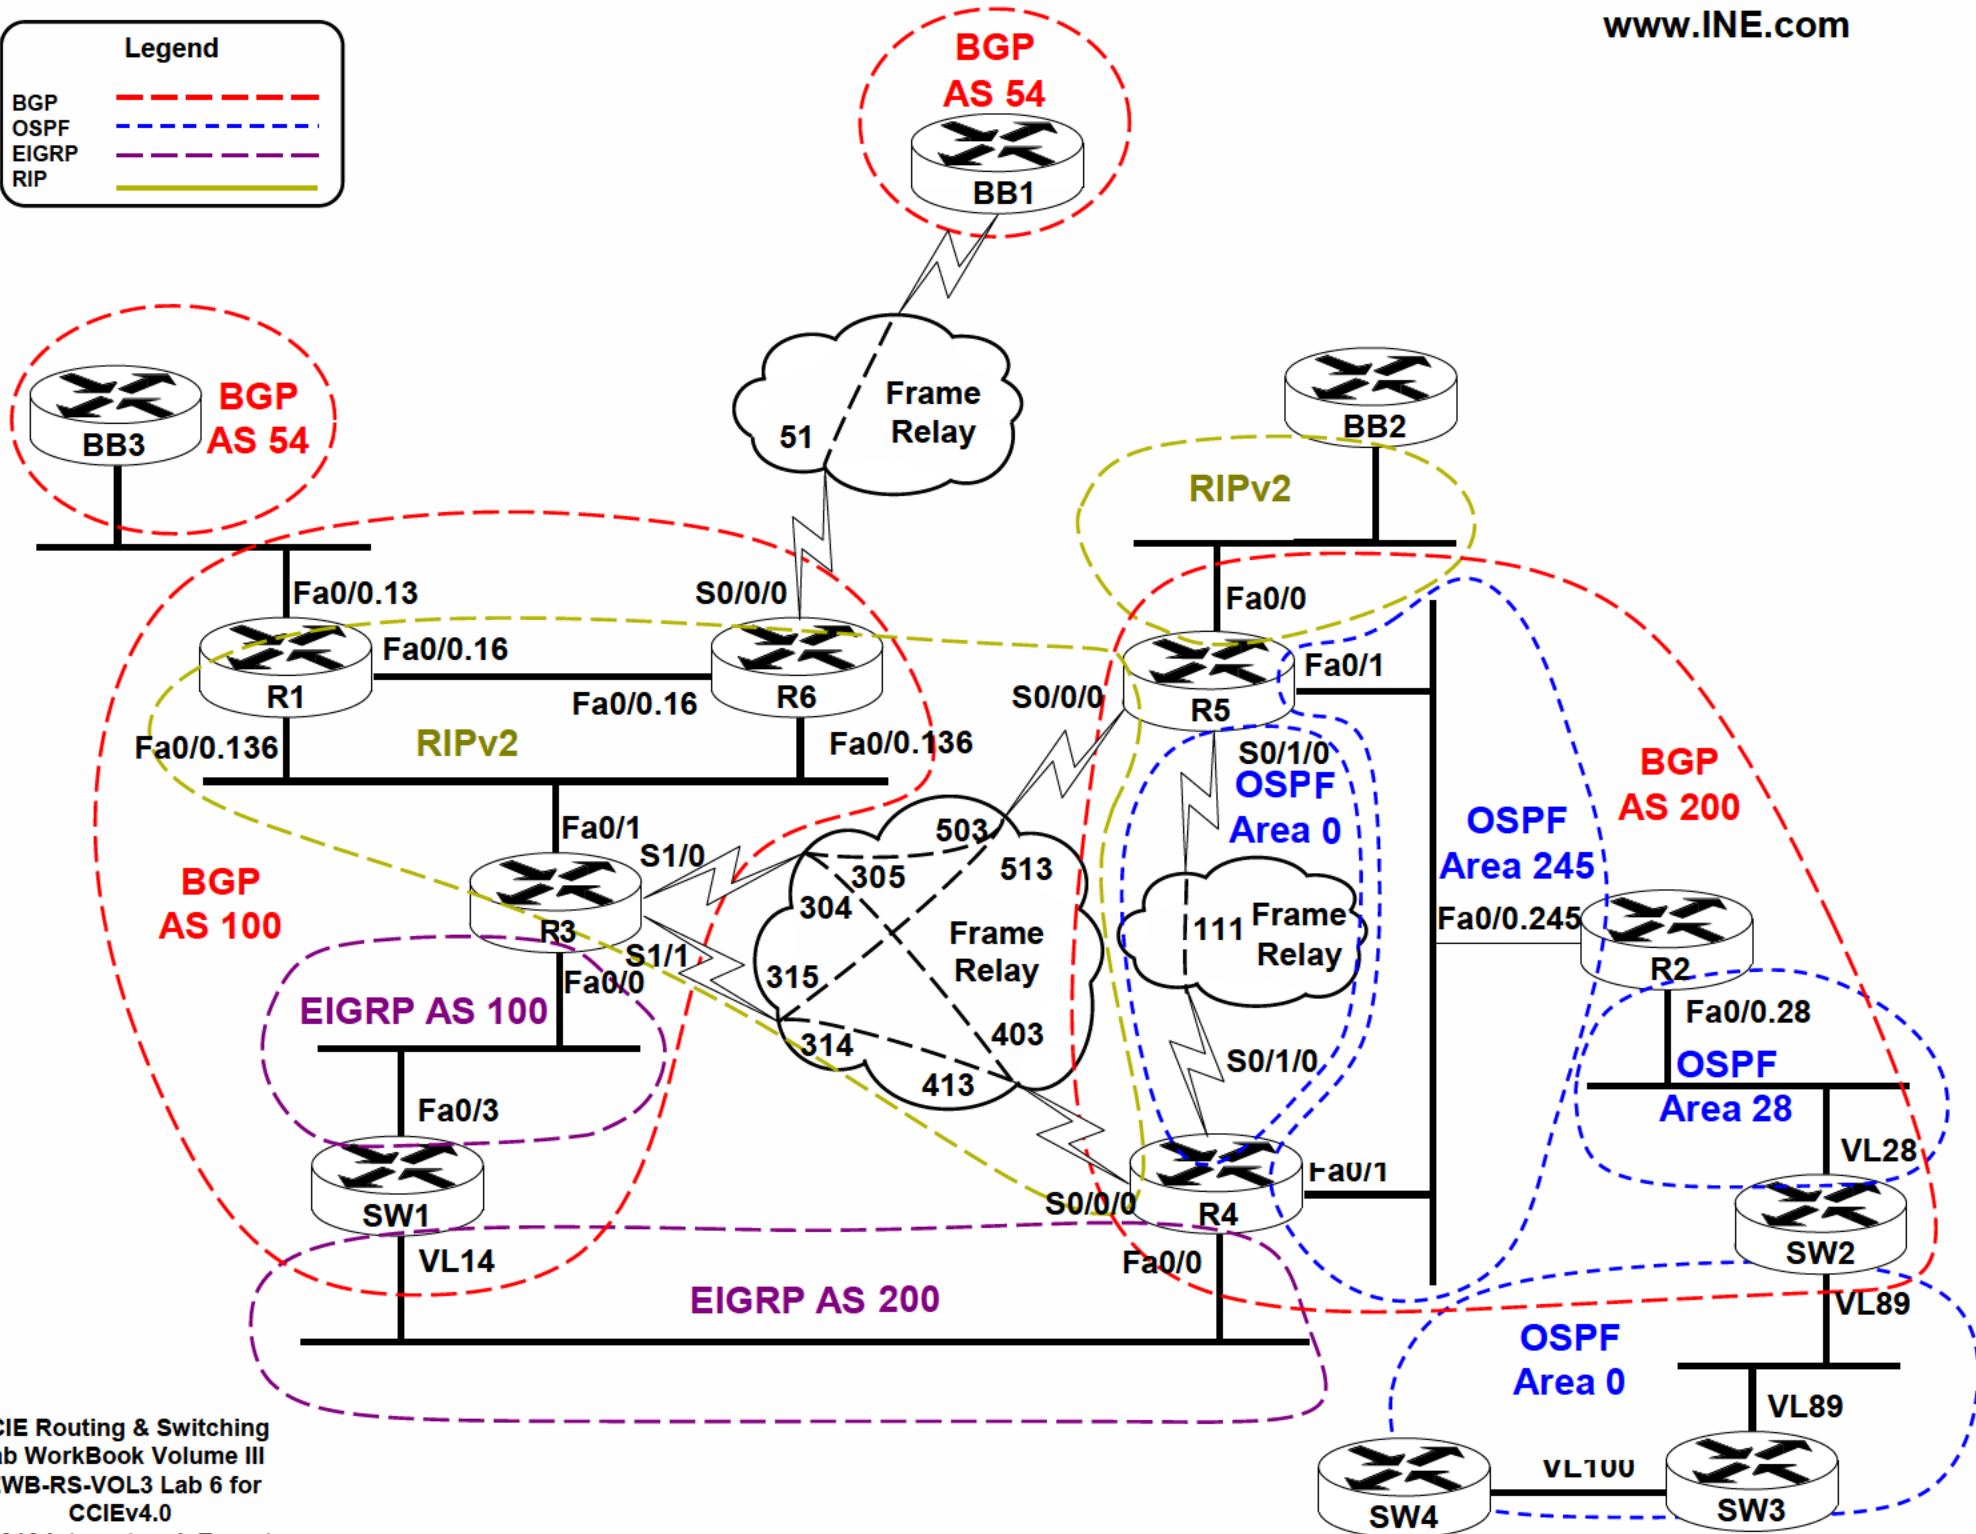 www.INE.com
Legend
BGP
OSPF
EIGRP
RIP
BGP
AS 54
BB1
BGP
AS 54
BB3
Frame
Relay
51
BB2
RIPv2
Fa0/0.13
S0/0/0
Fa0/0
Fa0/0.16
Fa0/0.16
R1
R6
Fa0/1
S0/0/0
R5
Fa0/0.136
RIPv2
Fa0/0.136
S0/1/0
OSPF
Area 0
BGP
AS 200
OSPF
Area 245
Fa0/1
S1/0
503
513
305
304
BGP
AS 100
R3
S1/1
Fa0/0
Frame
Relay
315
314
403
413
111
Frame
Relay
Fa0/0.245
R2
Fa0/0.28
EIGRP AS 100
S0/1/0
OSPF
Area 28
Fa0/3
VL28
SW1
Fa0/1
S0/0/0
R4
SW2
VL14
Fa0/0
EIGRP AS 200
VL89
OSPF
Area 0
VL89
VL100
SW4
SW3
CIE Routing & Switching
ab WorkBook Volume III
WB-RS-VOL3 Lab 6 for
CCIEv4.0